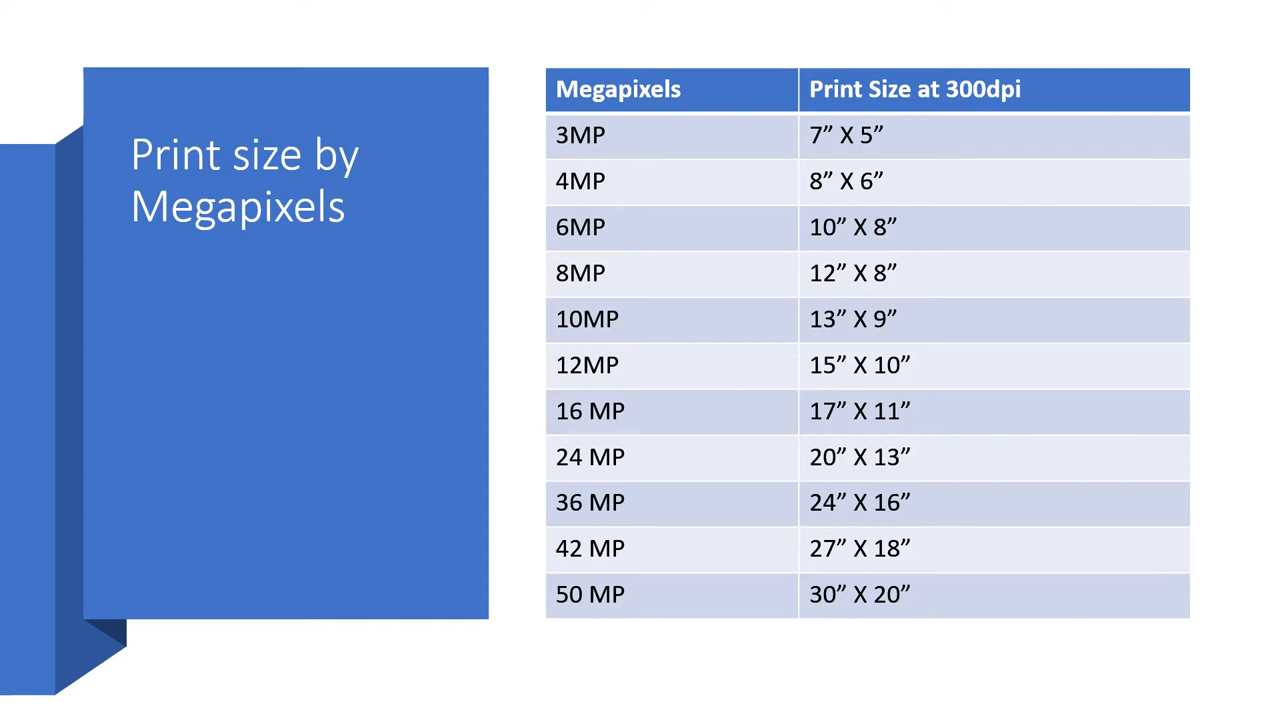 Print size by
Megapixels
Megapixels Print Size at 300dpi
3MP 7” X 5”
4MP 8” X 6”
6MP 10” X 8”
8MP 12” X 8”
10MP 13” X 9”
12MP 15” X 10”
16 MP 17” X 11”
24 MP 20” X 13”
36 MP 24” X 16”
42 MP 27” X 18”
50 MP 30” X 20”